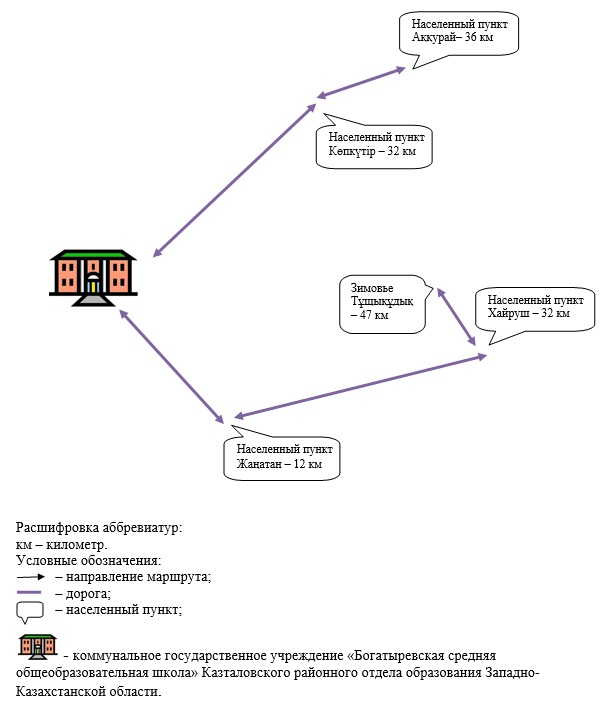 Населенный пункт
Аққурай– 36 км
Населенный пункт
Көпкүтір – 32 км
Зимовье
Тұщықұдық
– 47 км
Населенный пункт
Хайруш – 32 км
Населенный пункт
Жаңатан – 12 км
Расшифровка аббревиатур:
км – километр.
Условные обозначения:
– направление маршрута;
– дорога;
– населенный пункт;
- коммунальное государственное учреждение «Богатыревская средняя
общеобразовательная школа» Казталовского районного отдела образования Западно-
Казахстанской области.